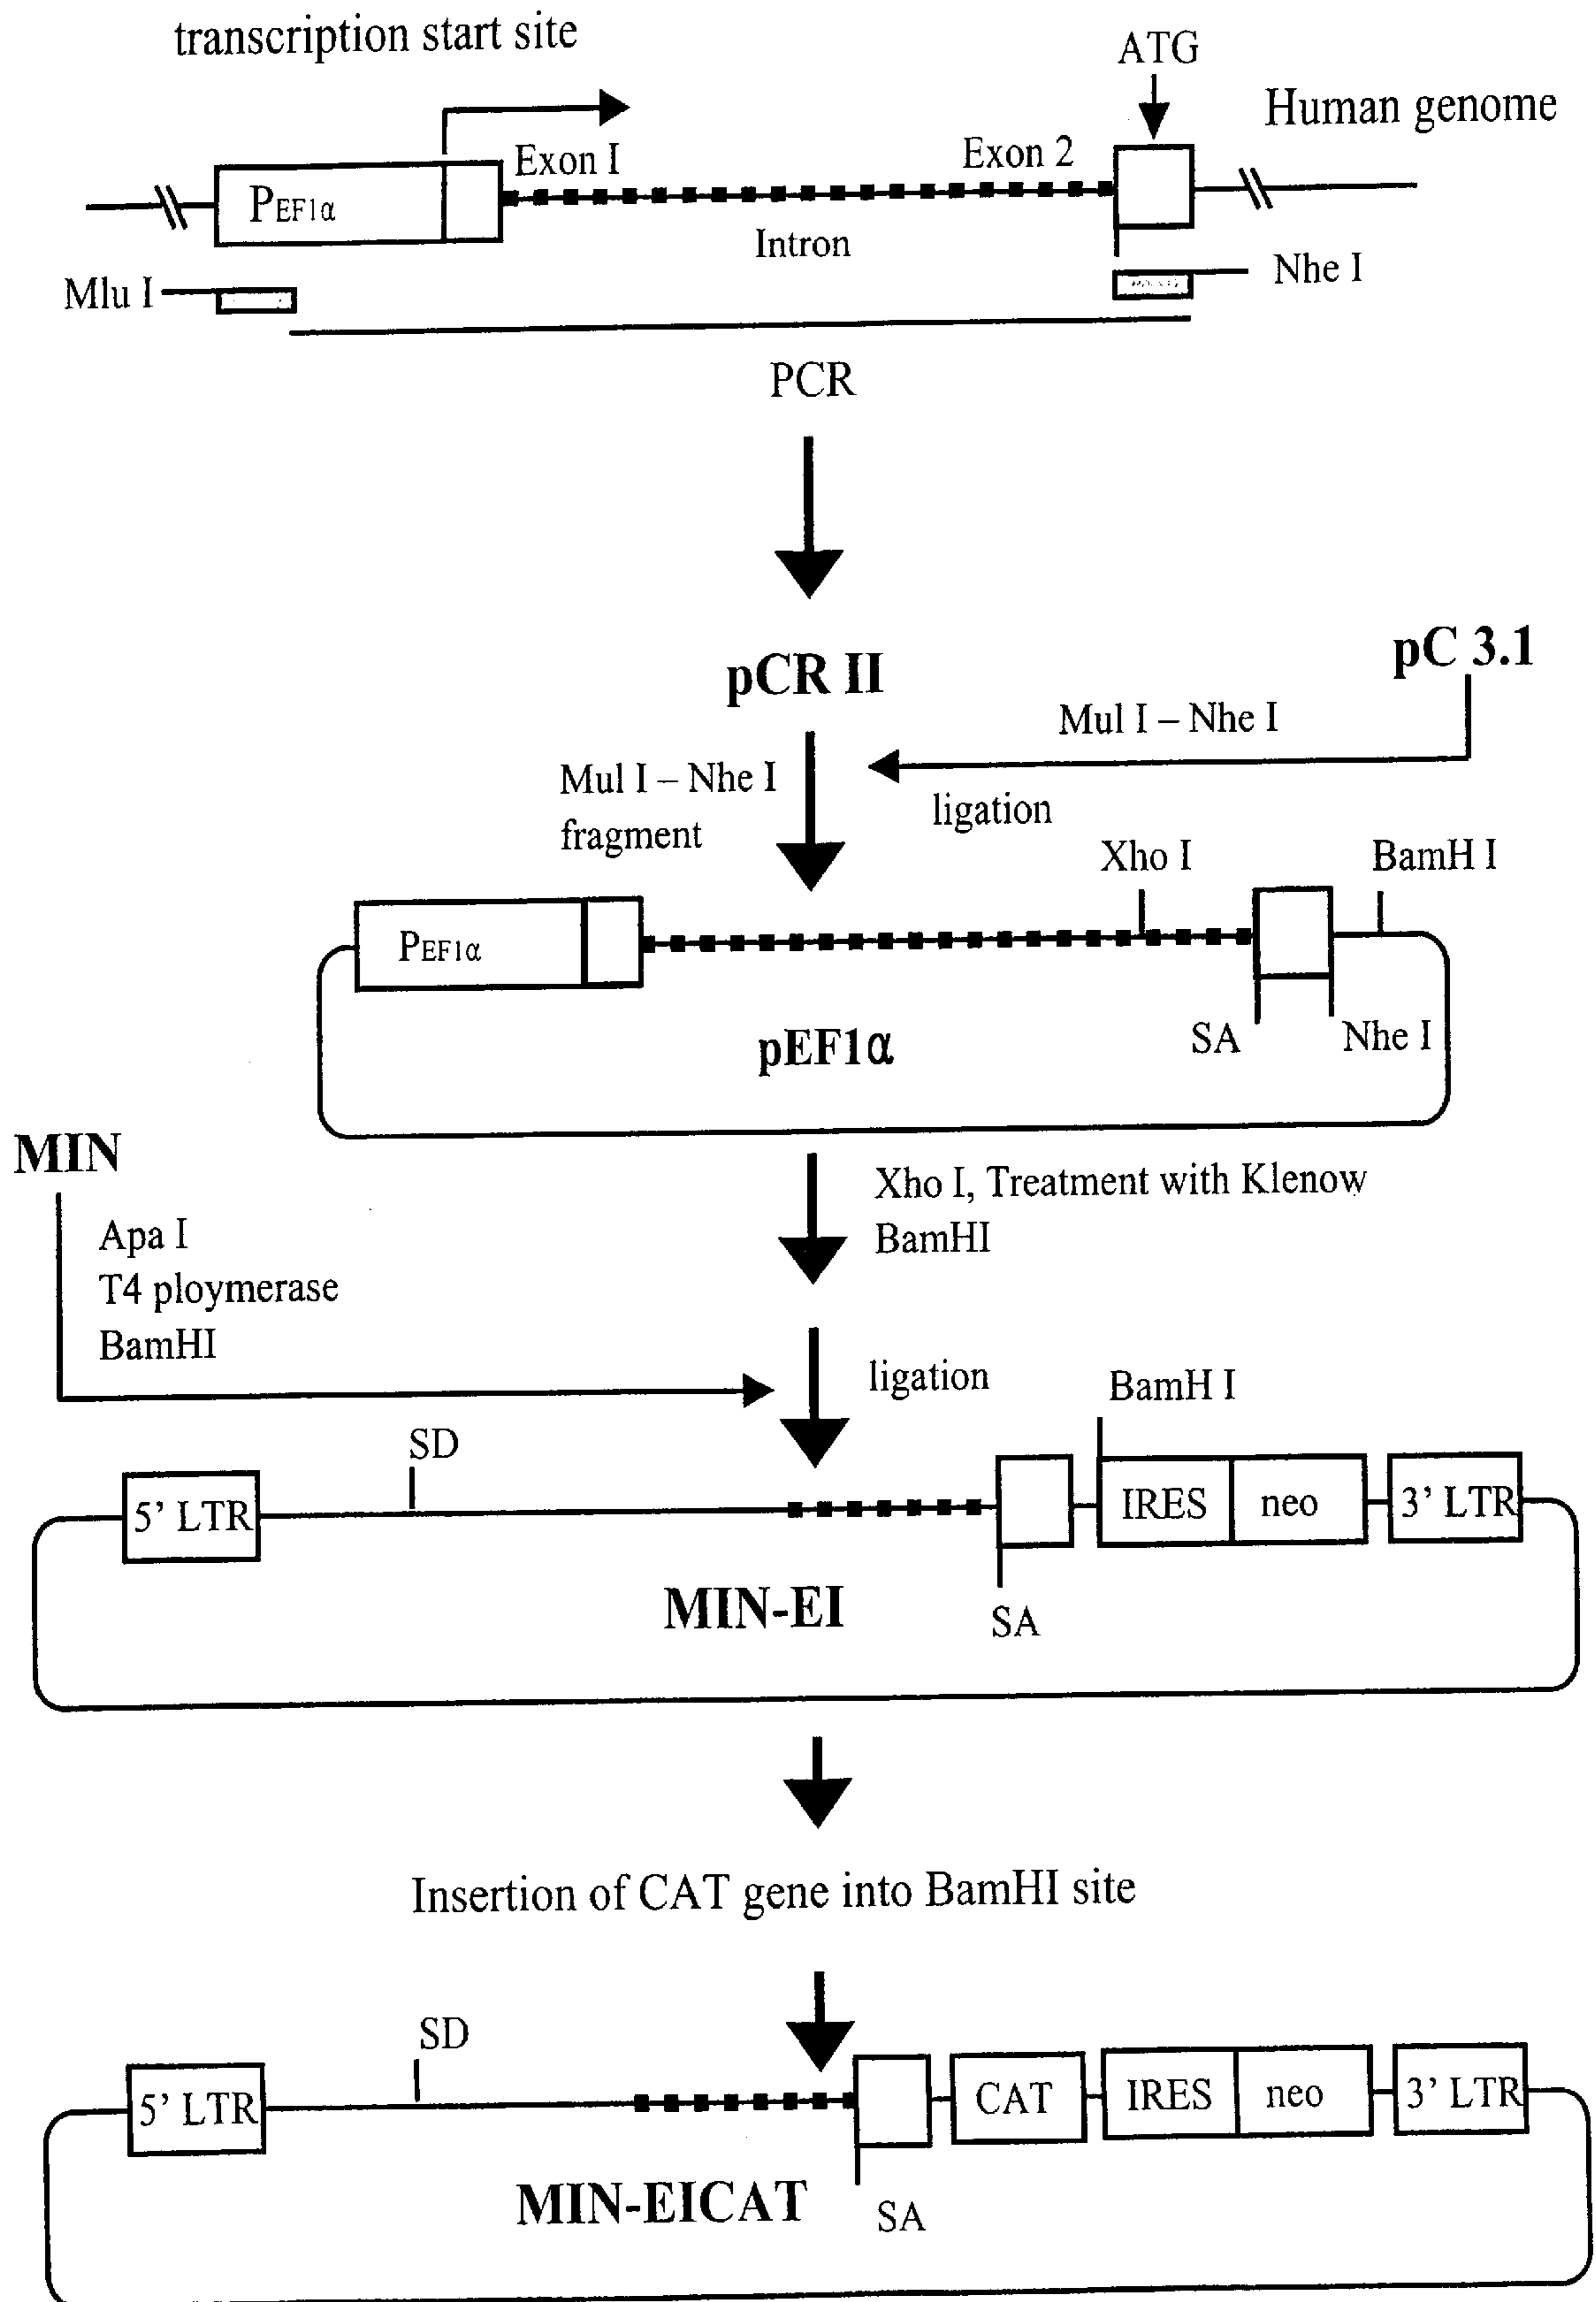 transcription start site
ATG
Human genome
Exon I
Exon 2
PEF1α
Intron
Mlu I
Nhe I
PCR
pCR II
pC 3.1
Mul I – Nhe I
Mul I – Nhe I
fragment
ligation
Xho I
BamH I
PEF1α
SA
Nhe I
pEF1α
MIN
Xho I, Treatment with Klenow
BamHI
Apa I
T4 ploymerase
BamHI
ligation
BamH I
SD
5' LTR
IRES
neo
3' LTR
MIN-EI
SA
Insertion of CAT gene into BamHI site
SD
5' LTR
CAT
IRES
neo
3' LTR
MIN-EICAT
SA